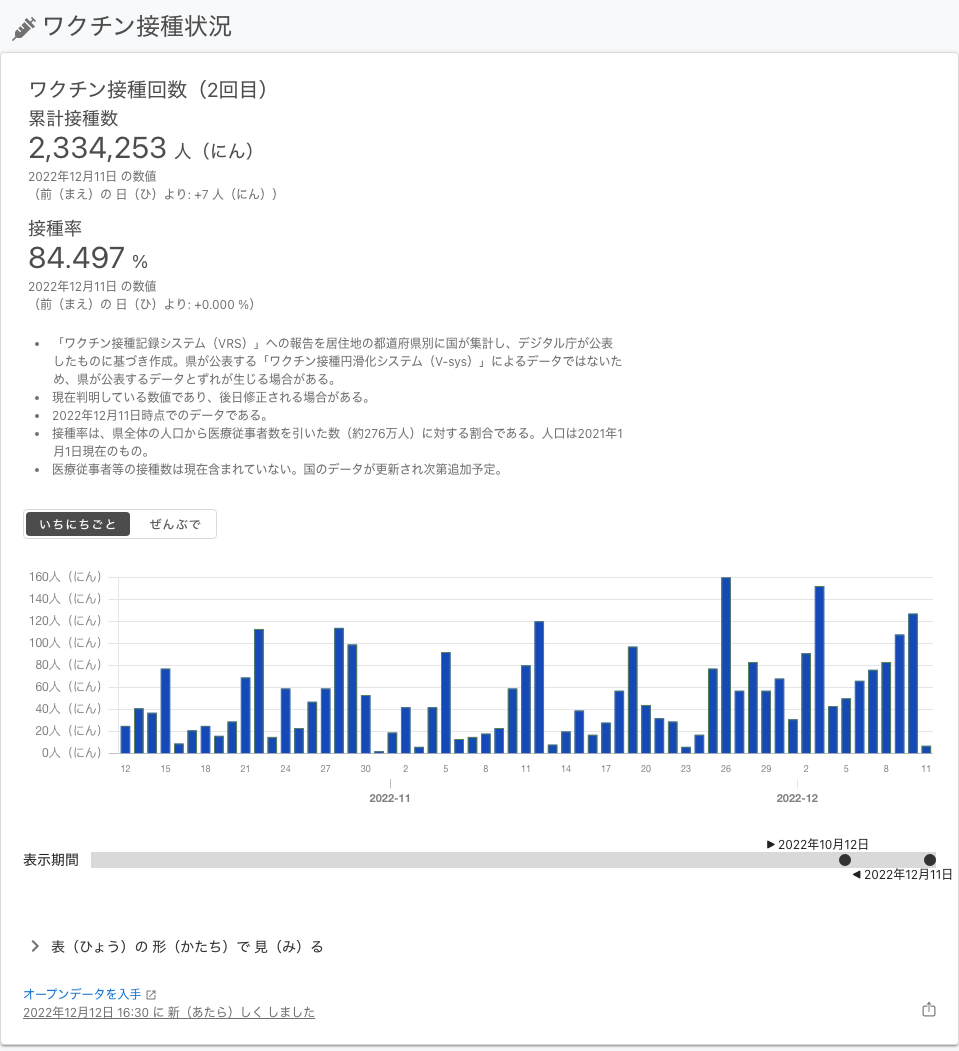 ワクチン接種状況
ワクチン接種回数（2回目）
累計接種数
2,334,253 人（にん）
2022年12月11日 の数値
（前（まえ）の 日（ひ）より: +7 人（にん））
接種率
84.497 %
2022年12月11日 の数値
（前（まえ）の 日（ひ）より: +0.000 %）
• 「ワクチン接種記録システム（VRS）」への報告を居住地の都道府県別に国が集計し、デジタル庁が公表
したものに基づき作成。県が公表する「ワクチン接種円滑化システム（V-sys）」によるデータではないた
め、県が公表するデータとずれが生じる場合がある。
• 現在判明している数値であり、後日修正される場合がある。
• 2022年12月11日時点でのデータである。
• 接種率は、県全体の人口から医療従事者数を引いた数（約276万人）に対する割合である。人口は2021年1
月1日現在のもの。
• 医療従事者等の接種数は現在含まれていない。国のデータが更新され次第追加予定。
いちにちごと ぜんぶで
160人（にん）
140人（にん）
120人（にん）
100人（にん）
80人（にん）
60人（にん）
40人（にん）
20人（にん）
0人（にん）
12 15 18 21 24 27 30 2 5 8 11 14 17 20 23 26 29 2 5 8 11
2022-11 2022-12
▶ 2022年10月12日
表示期間
◀ 2022年12月11日
表（ひょう）の 形（かたち）で 見（み）る
オープンデータを入手
2022年12月12日 16:30 に 新（あたら）しく しました